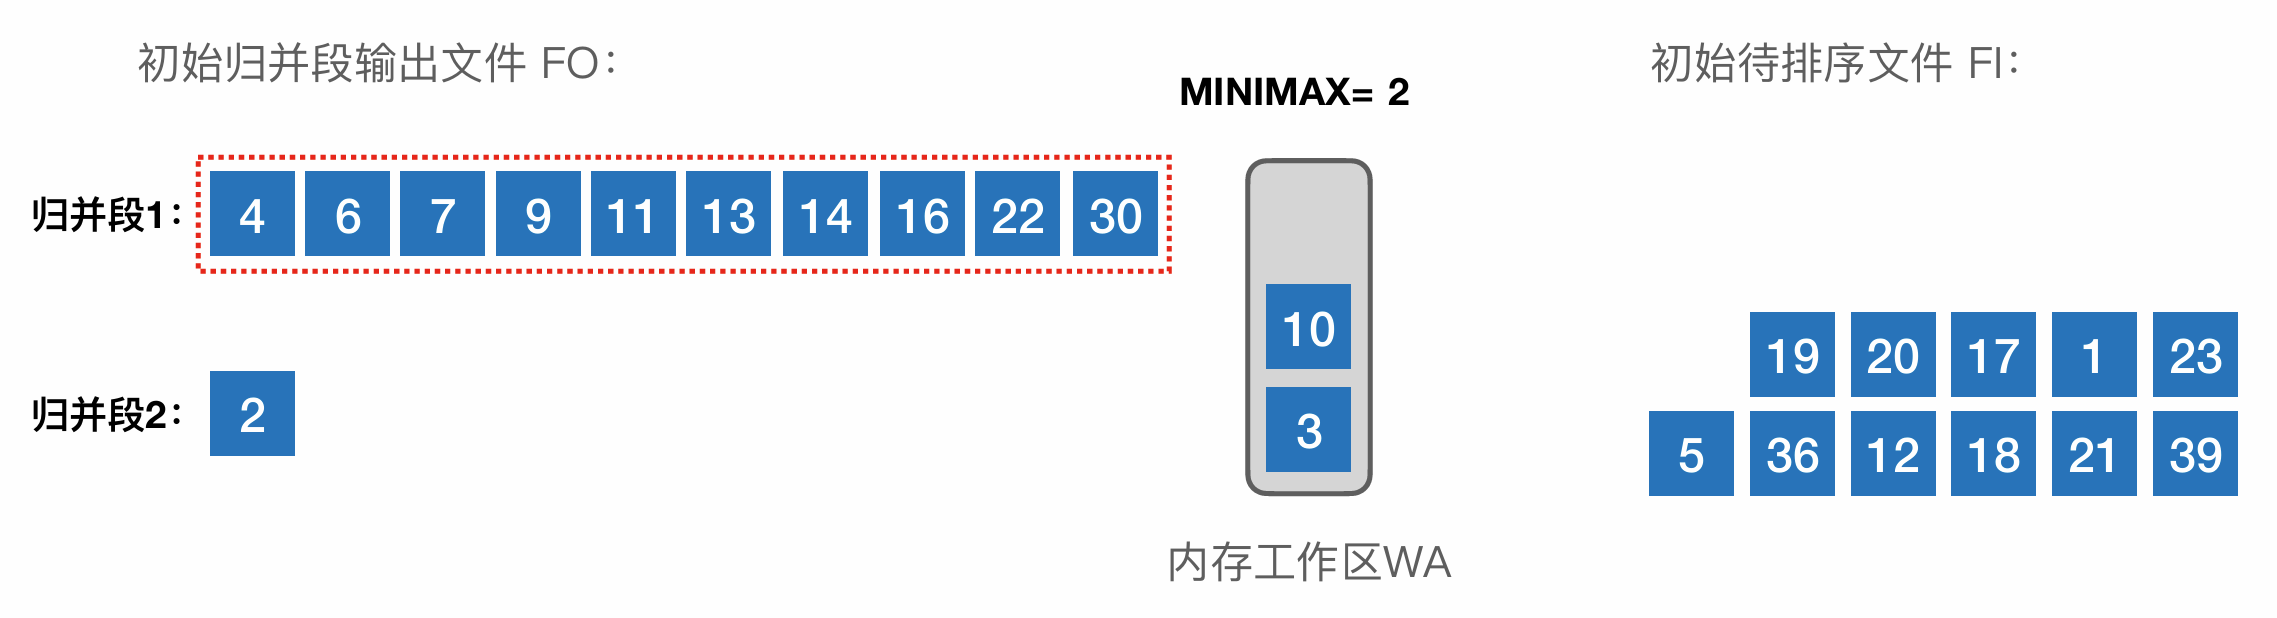 初始归并段输出文件 FO：
初始待排序文件 FI：
MINIMAX= 2
归并段1： 4 6 7 9 11 13 14 16 22 30
10
19 20 17 1 23
归并段2： 2
3
5 36 12 18 21 39
内存工作区WA